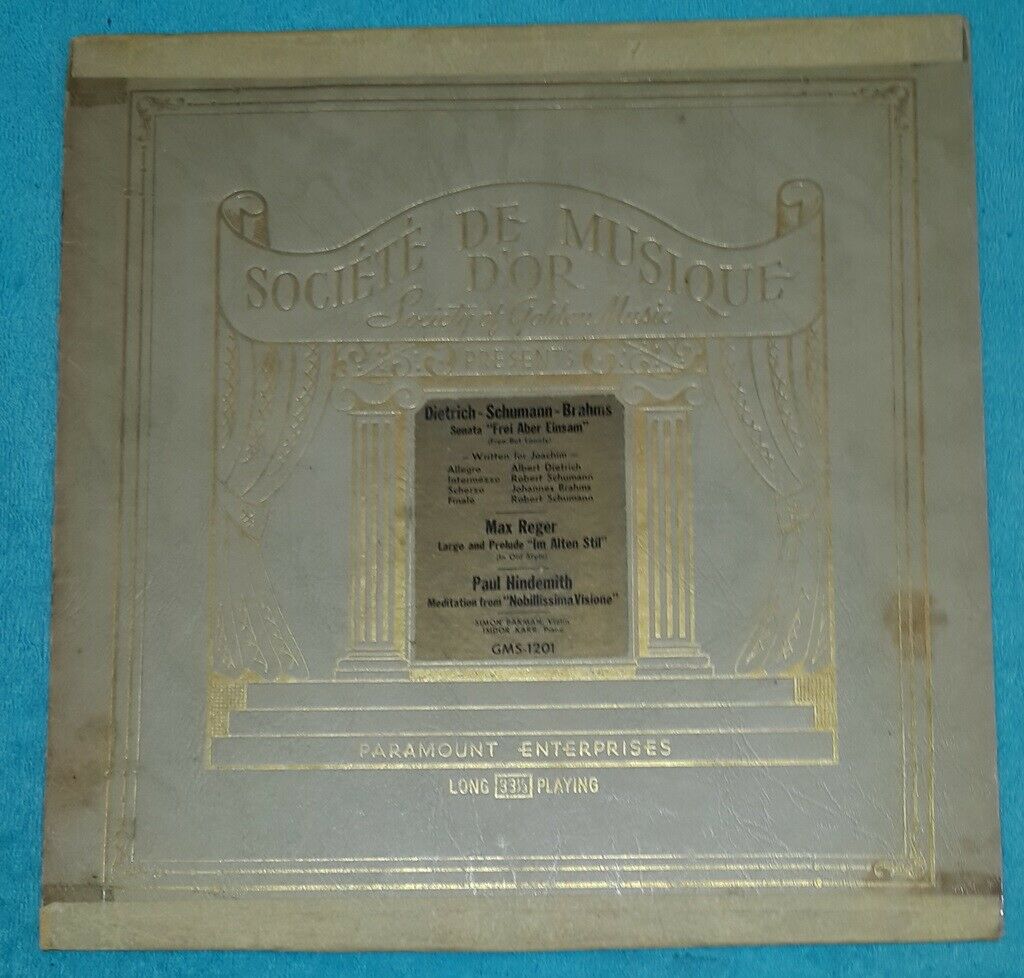 SOCIÉTÉ DE MUSIQUE
D'OR
Society of Golden Music
PRESENTS
Dietrich - Schumann - Brahms
Sonata "Frei Aber Einsam"
(Free But Lonely)
- Written for Joachim -
Allegro Albert Dietrich
Intermezzo Robert Schumann
Scherzo Johannes Brahms
Finale Robert Schumann
Max Reger
Largo and Prelude "Im Alten Stil"
(In Old Style)
Paul Hindemith
Meditation from "Nobillissima Visione"
SIMON BAKMAN, Violin
ISIDOR KARR, Piano
GMS-1201
PARAMOUNT ENTERPRISES
LONG 33⅓ PLAYING